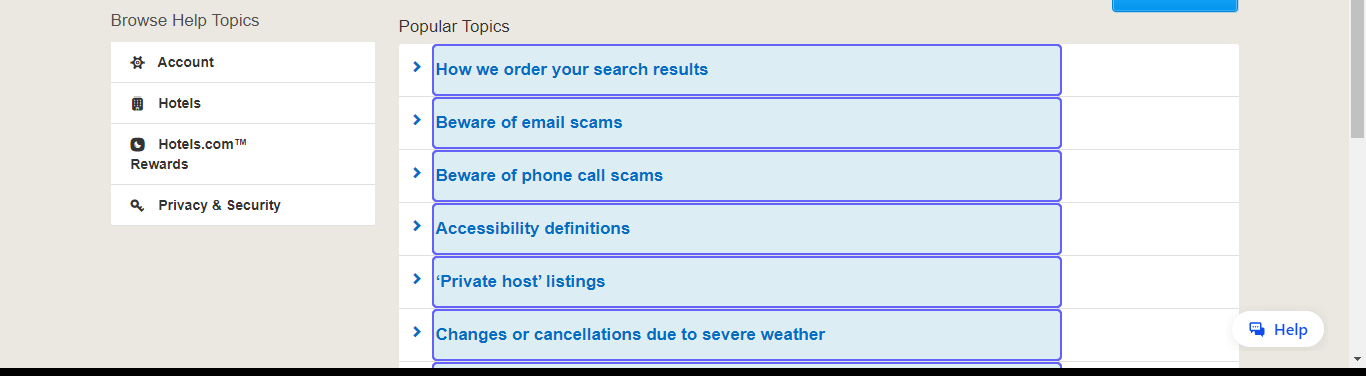 Browse Help Topics
Account
Hotels
Hotels.com™
Rewards
Privacy & Security
Popular Topics
How we order your search results
Beware of email scams
Beware of phone call scams
Accessibility definitions
‘Private host’ listings
Changes or cancellations due to severe weather
Help